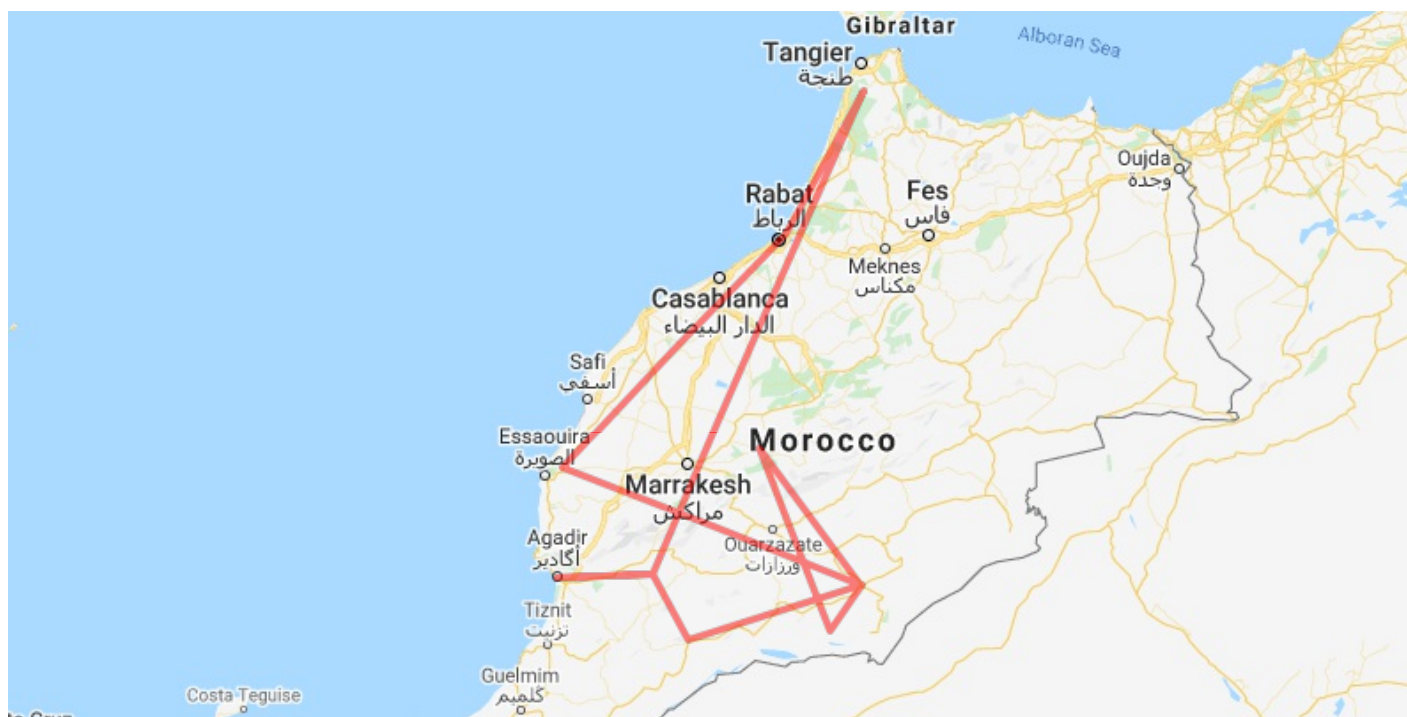 Gibraltar
Alboran Sea
Tangier
طنجة
Oujda
وجدة
Rabat
الرباط
Fes
فاس
Meknes
مكناس
Casablanca
الدار البيضاء
Safi
أسفي
Essaouira
الصويرة
Morocco
Marrakesh
مراكش
Agadir
أگادير
Ouarzazate
ورزازات
Tiznit
تزنيت
Guelmim
كلميم
Costa Teguise